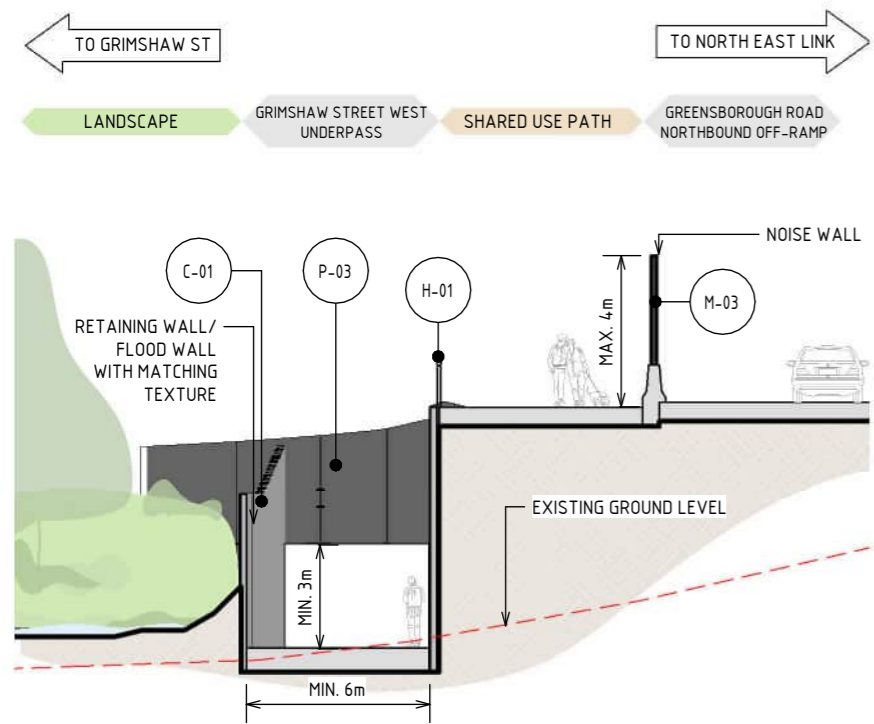 TO GRIMSHAW ST
TO NORTH EAST LINK
LANDSCAPE
GRIMSHAW STREET WEST
UNDERPASS
SHARED USE PATH
GREENSBOROUGH ROAD
NORTHBOUND OFF-RAMP
NOISE WALL
C-01
P-03
H-01
M-03
MAX. 4m
RETAINING WALL/
FLOOD WALL
WITH MATCHING
TEXTURE
EXISTING GROUND LEVEL
MIN. 3m
MIN. 6m